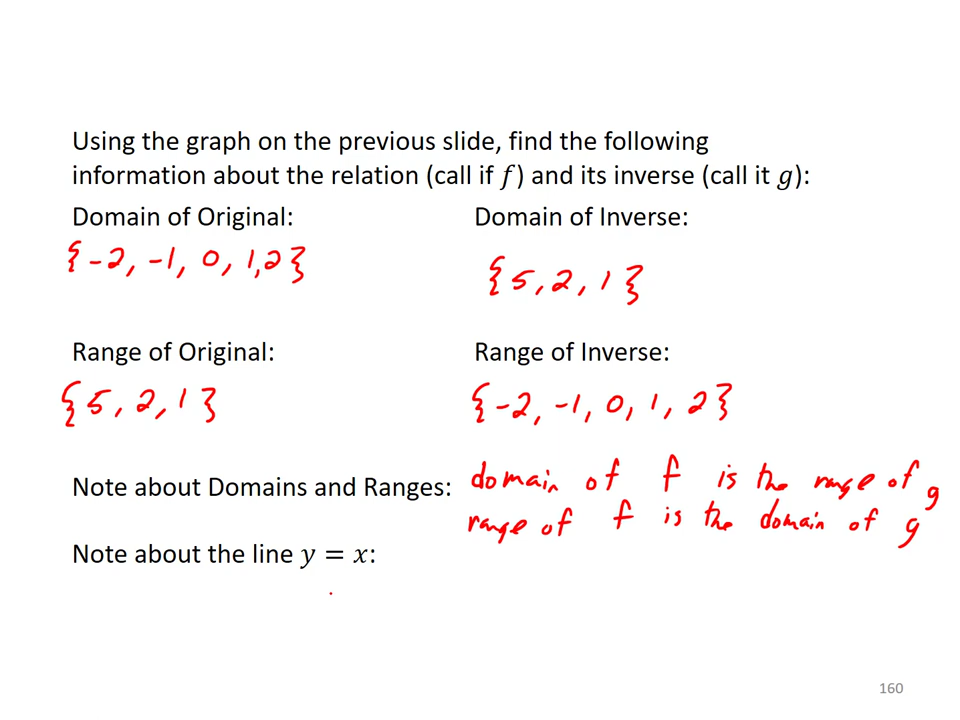 Using the graph on the previous slide, find the following
information about the relation (call if f) and its inverse (call it g):
Domain of Original:
{-2, -1, 0, 1,2}
Domain of Inverse:
{5, 2, 1}
Range of Original:
{5, 2, 1}
Range of Inverse:
{-2, -1, 0, 1, 2}
Note about Domains and Ranges:
domain of f is the range of g
range of f is the domain of g
Note about the line y = x:
160